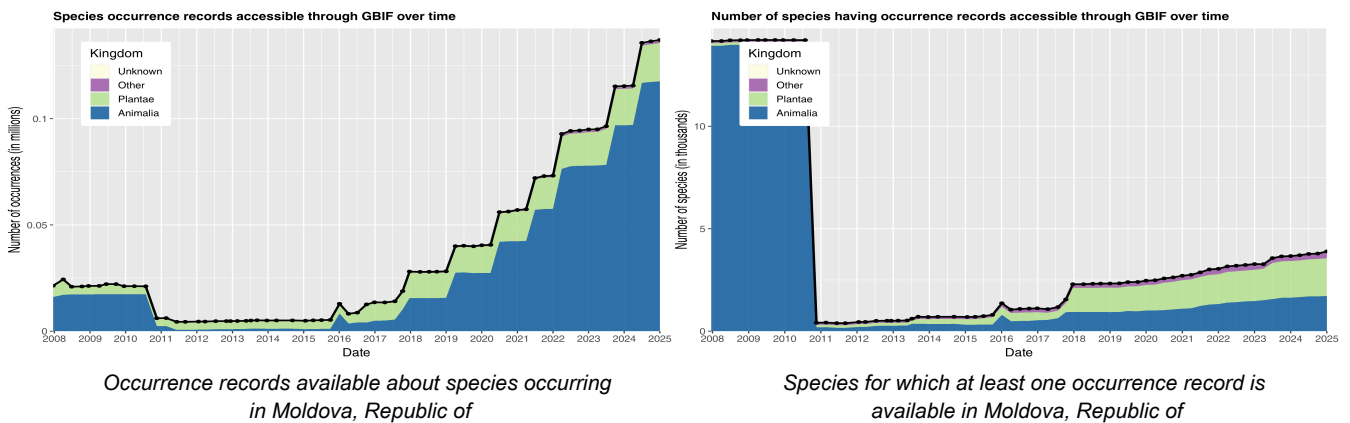 Species occurrence records accessible through GBIF over time
Number of occurrences (in millions)
0.1
0.05
0
Kingdom
Unknown
Other
Plantae
Animalia
2008 2009 2010 2011 2012 2013 2014 2015 2016 2017 2018 2019 2020 2021 2022 2023 2024 2025
Date
Occurrence records available about species occurring
in Moldova, Republic of
Number of species having occurrence records accessible through GBIF over time
Number of species (in thousands)
10
5
0
Kingdom
Unknown
Other
Plantae
Animalia
2008 2009 2010 2011 2012 2013 2014 2015 2016 2017 2018 2019 2020 2021 2022 2023 2024 2025
Date
Species for which at least one occurrence record is
available in Moldova, Republic of